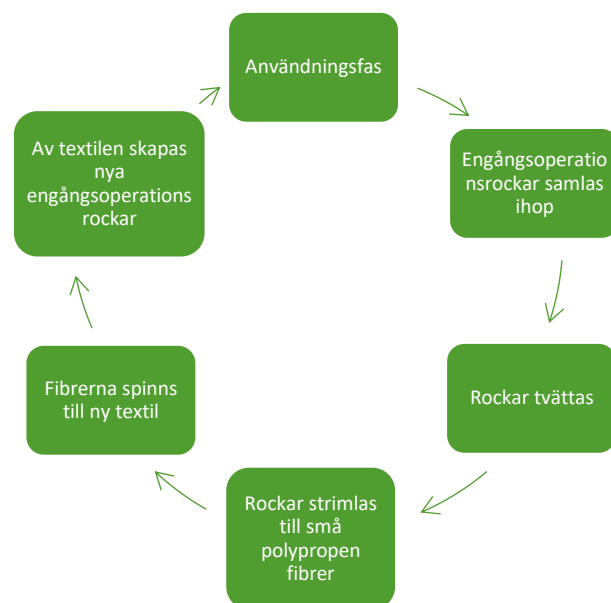 Användningsfas
Engångsoperatio
nsrockar samlas
ihop
Rockar tvättas
Rockar strimlas
till små
polypropen
fibrer
Fibrerna spinns
till ny textil
Av textilen skapas
nya
engångsoperations
rockar